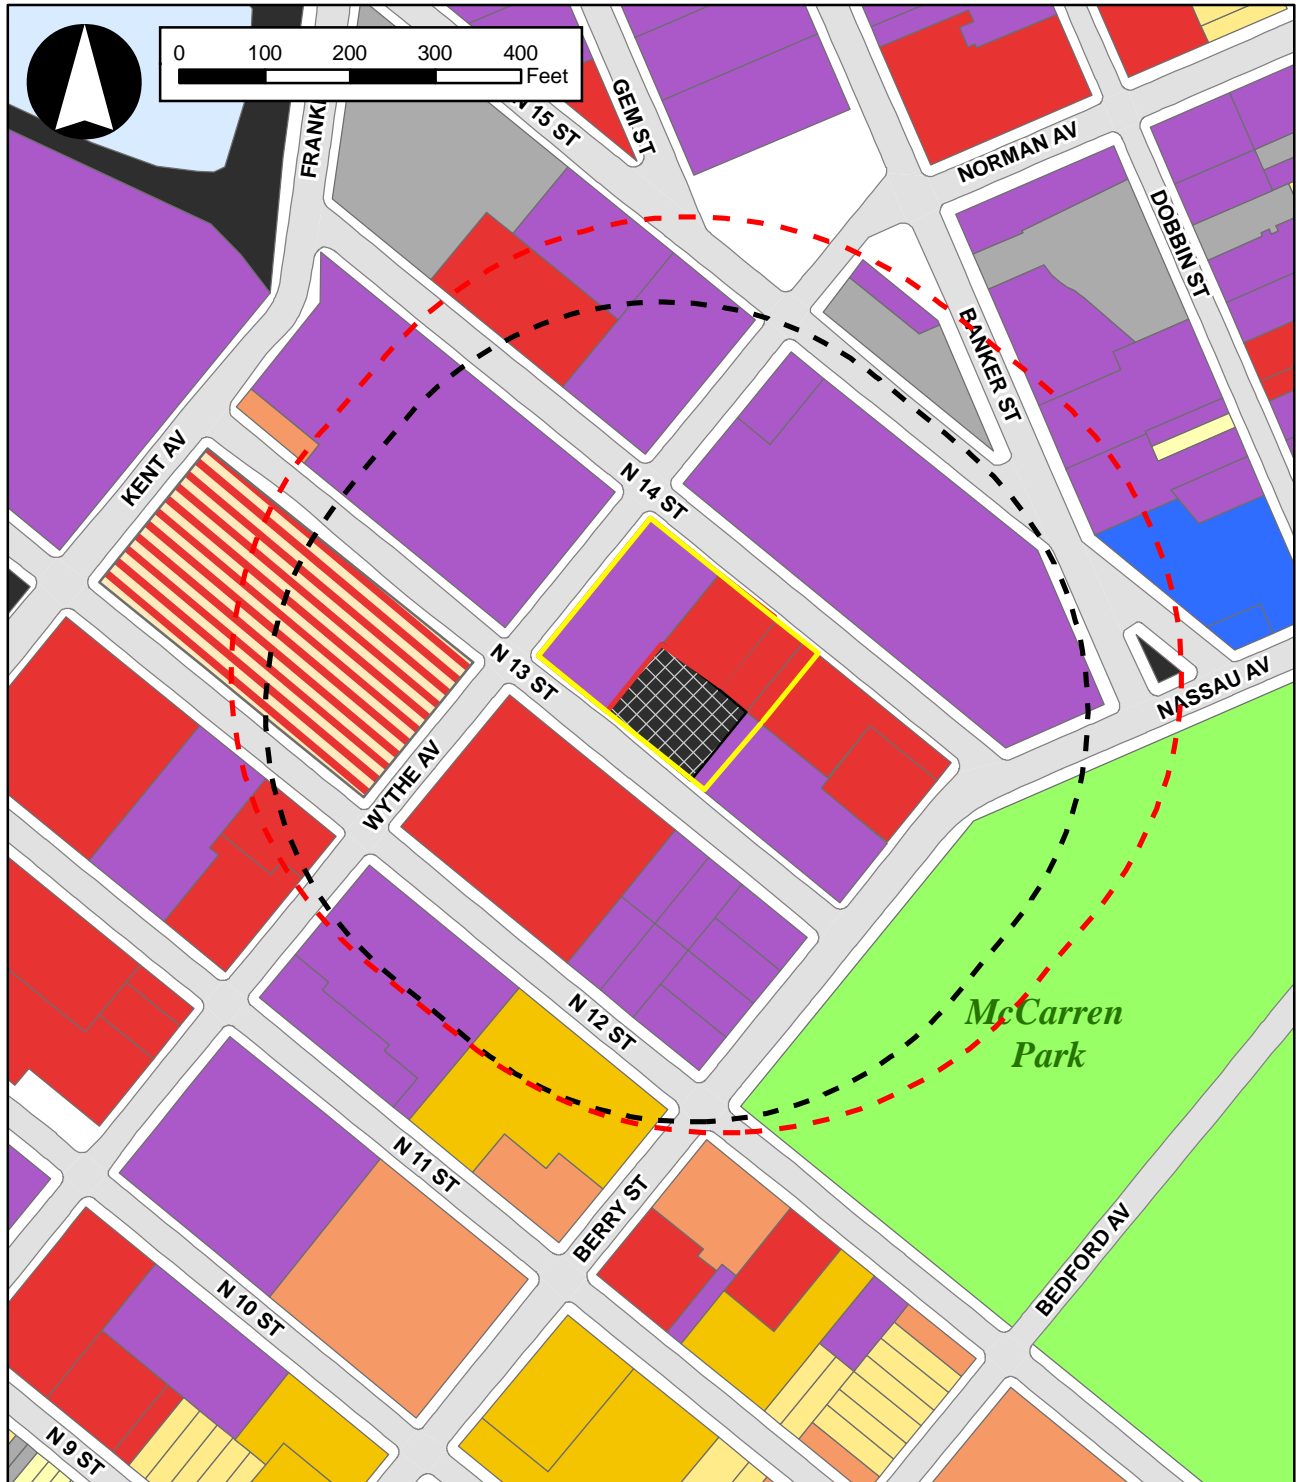 0 100 200 300 400
Feet
FRANK
N 15 ST
GEM ST
NORMAN AV
DOBBIN ST
BANKER ST
KENT AV
N 14 ST
N 13 ST
NASSAU AV
WYTHE AV
N 12 ST
McCarren
Park
N 11 ST
BERRY ST
BEDFORD AV
N 10 ST
N 9 ST